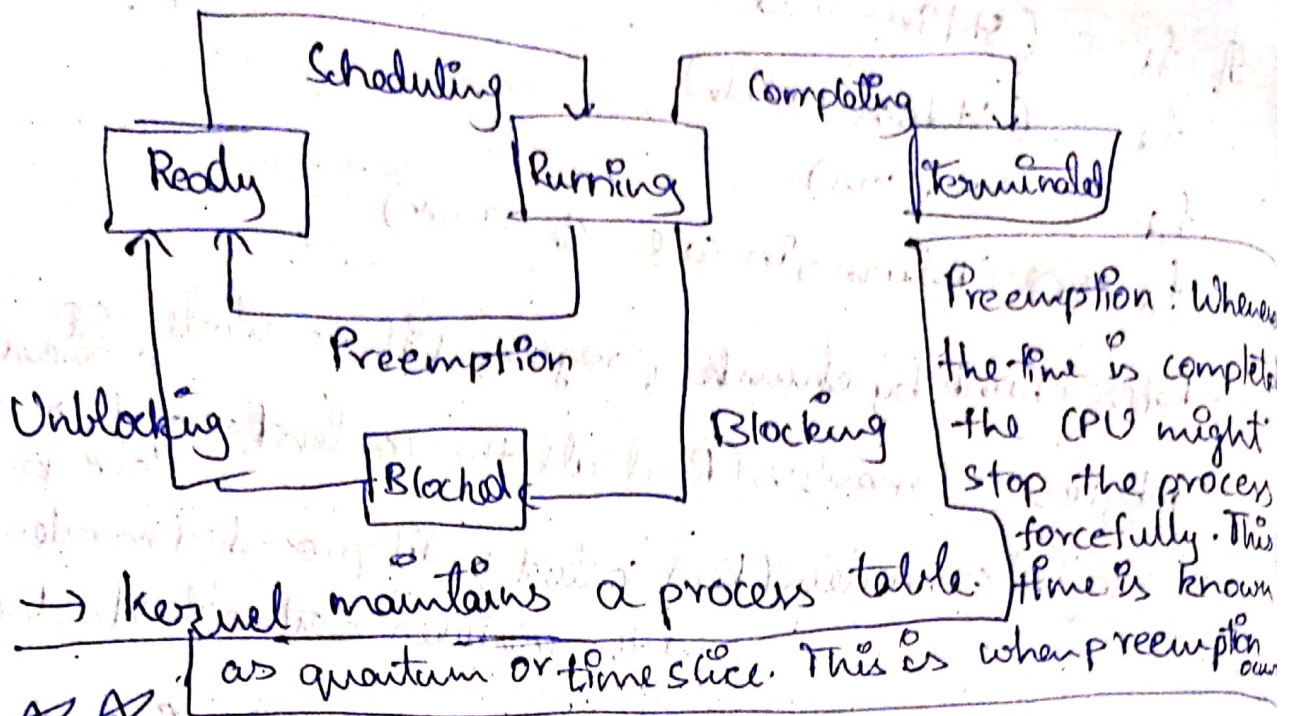 Scheduling
Completing
Ready
Running
Terminated
Preemption
Unblocking
Blocking
Blocked
Preemption : Whenever
the time is complete
the CPU might
stop the process
forcefully. This
time is known
as quantum or time slice. This is when preemption
→ Kernel maintains a process table.